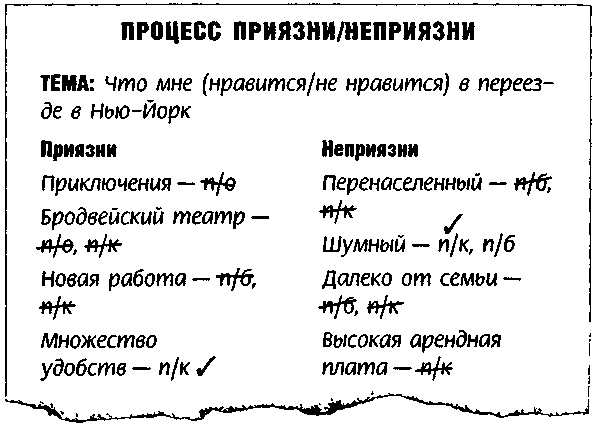 ПРОЦЕСС ПРИЯЗНИ/НЕПРИЯЗНИ
ТЕМА: Что мне (нравится/не нравится) в переез-
де в Нью-Йорк
Приязни
Приключения — п/о
Бродвейский театр —
п/о, п/к
Новая работа — п/б,
п/к
Множество
удобств — п/к ✓
Неприязни
Перенаселенный — п/б,
п/к
Шумный — п/к, п/б
Далеко от семьи —
п/б, п/к
Высокая арендная
плата — п/к